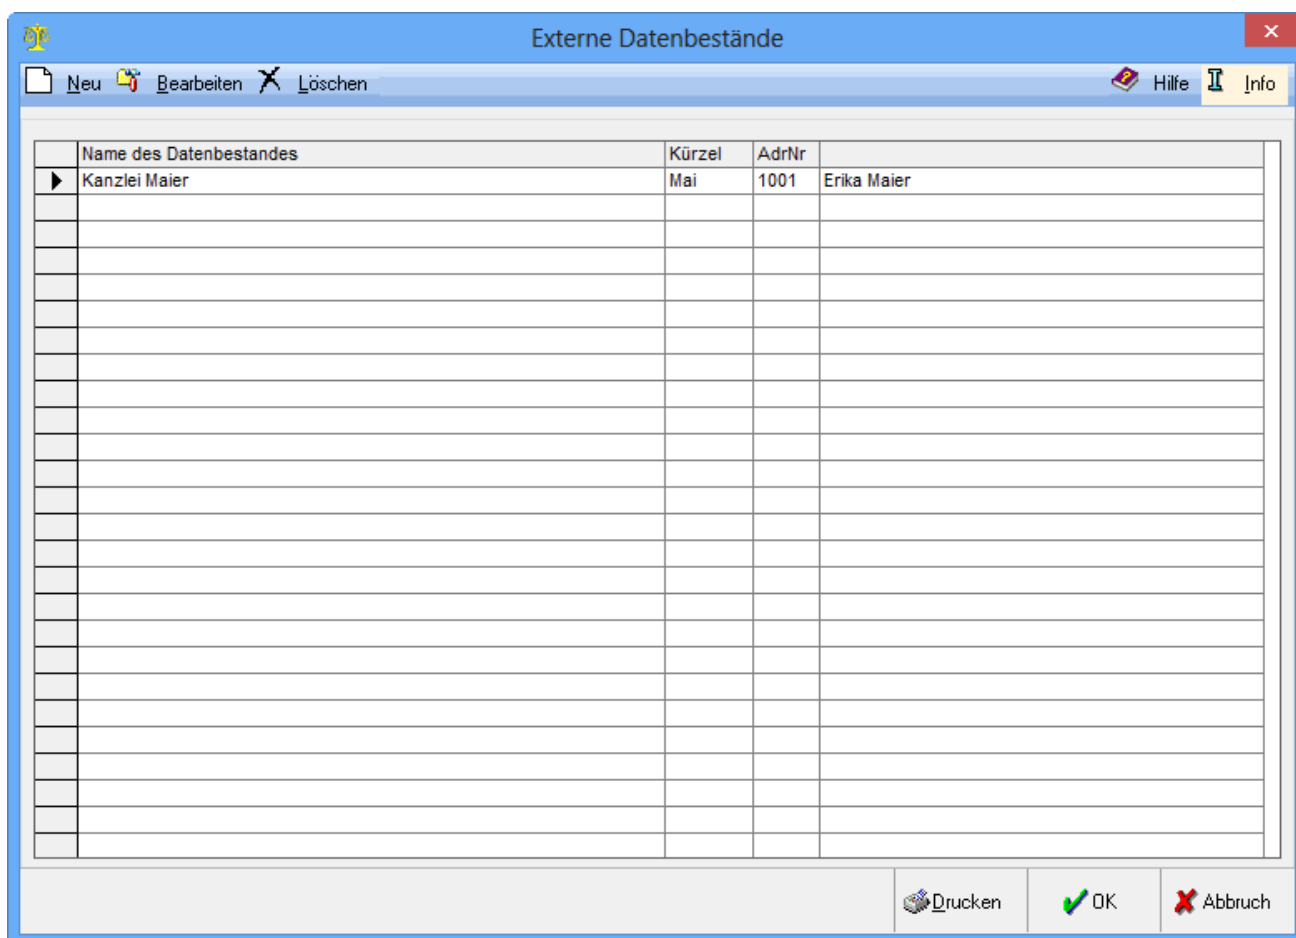 Externe Datenbestände
Neu Bearbeiten Löschen Hilfe Info
Name des Datenbestandes Kürzel AdrNr
Kanzlei Maier Mai 1001 Erika Maier
Drucken OK Abbruch